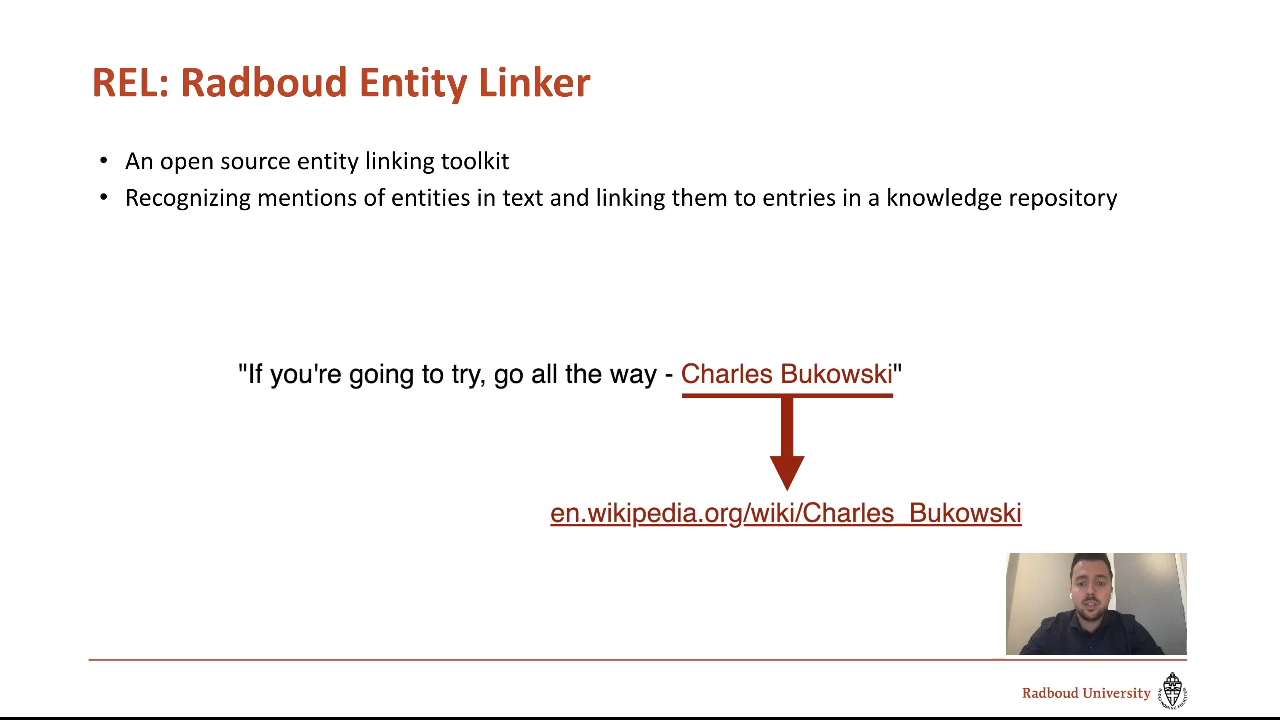 REL: Radboud Entity Linker
• An open source entity linking toolkit
• Recognizing mentions of entities in text and linking them to entries in a knowledge repository
"If you're going to try, go all the way - Charles Bukowski"
en.wikipedia.org/wiki/Charles_Bukowski
Radboud University